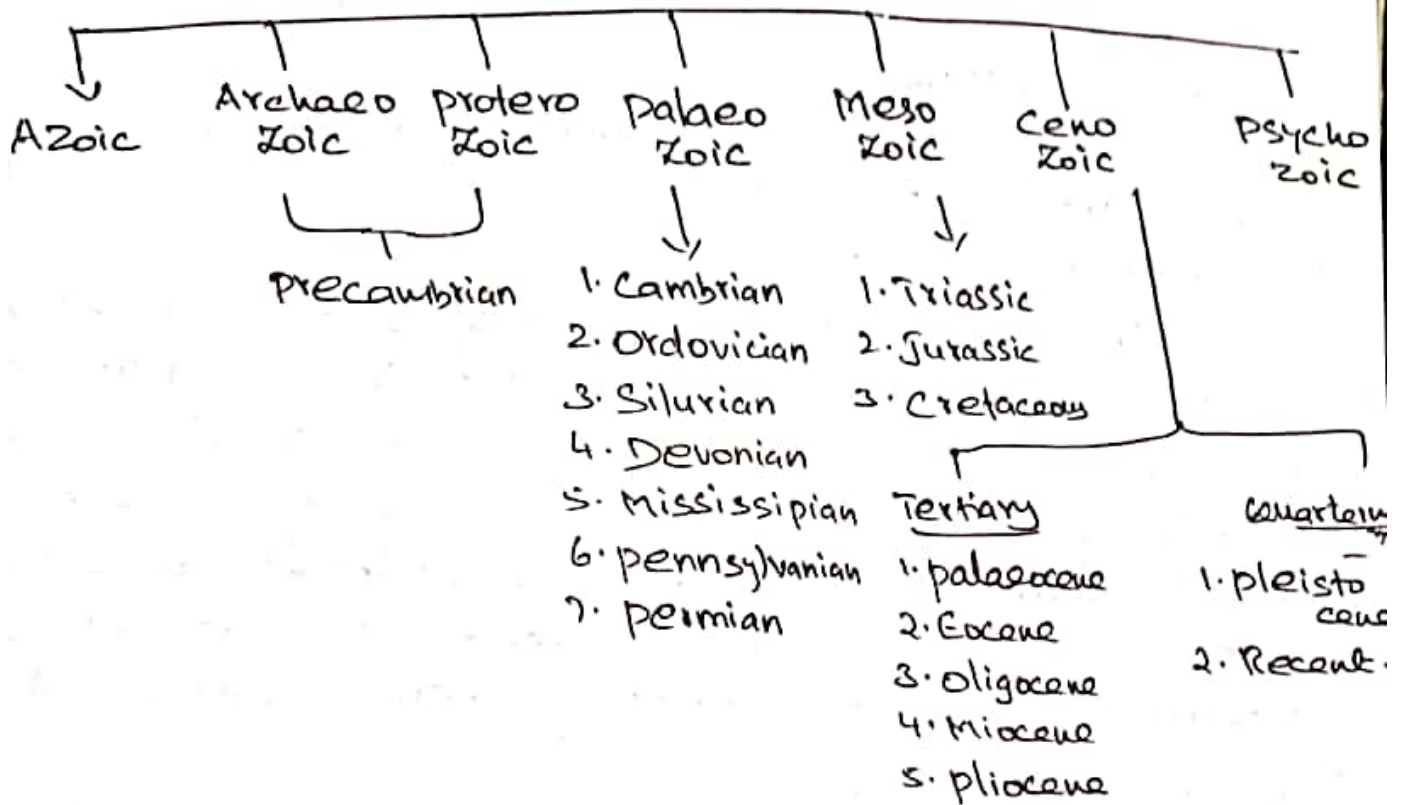 Azoic
Archaeo
Zoic
Protero
Zoic
Palaeo
Zoic
Meso
Zoic
Ceno
Zoic
Psycho
zoic
Precambrian
1. Cambrian
2. Ordovician
3. Silurian
4. Devonian
5. Mississipian
6. pennsylvanian
7. permian
1. Triassic
2. Jurassic
3. Cretaceous
Tertiary
1. palaeocene
2. Eocene
3. Oligocene
4. Miocene
5. pliocene
1. pleisto
cene
2. Recent.